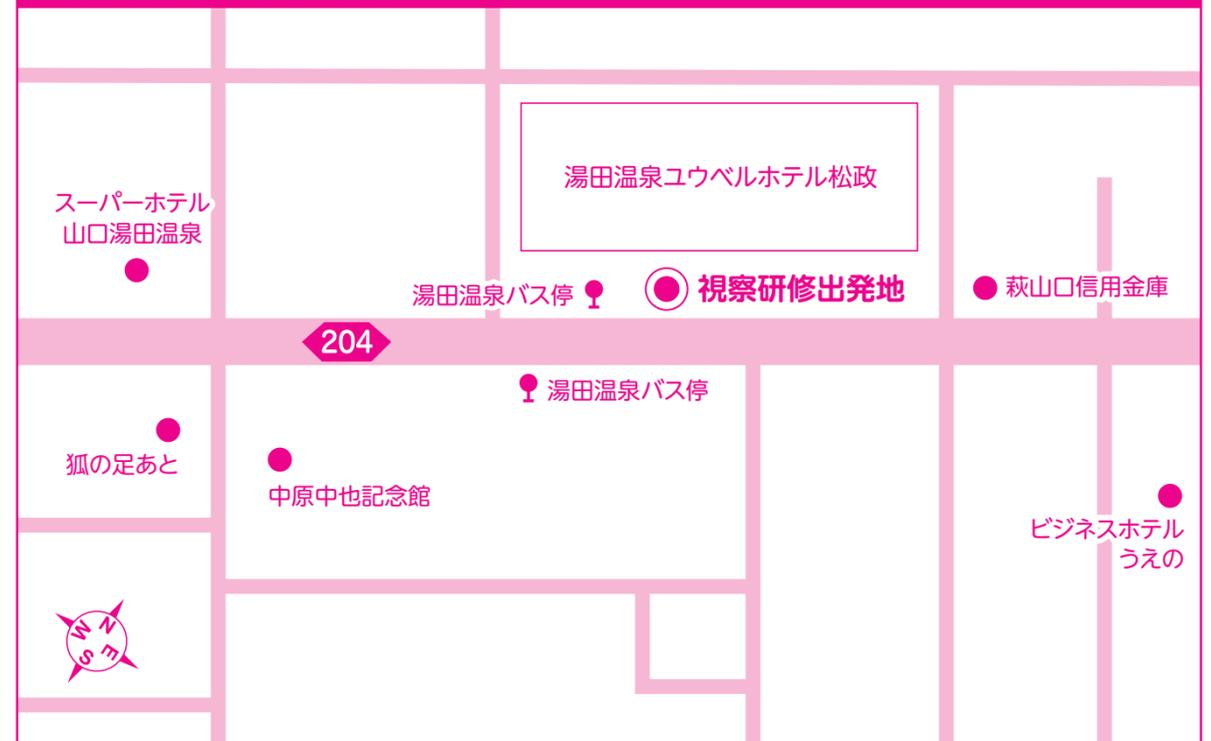 湯田温泉ユウベルホテル松政
スーパーホテル
山口湯田温泉
湯田温泉バス停
視察研修出発地
萩山口信用金庫
204
湯田温泉バス停
狐の足あと
中原中也記念館
ビジネスホテル
うえの
N
W
E
S